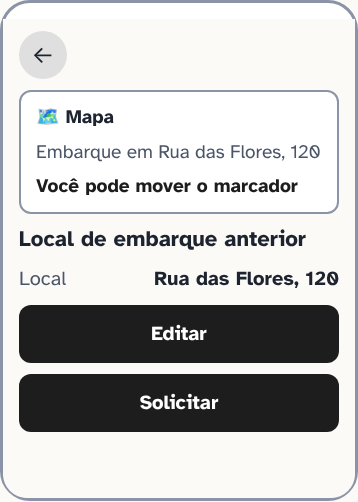 Mapa
Embarque em Rua das Flores, 120
Você pode mover o marcador
Local de embarque anterior
Local Rua das Flores, 120
Editar
Solicitar